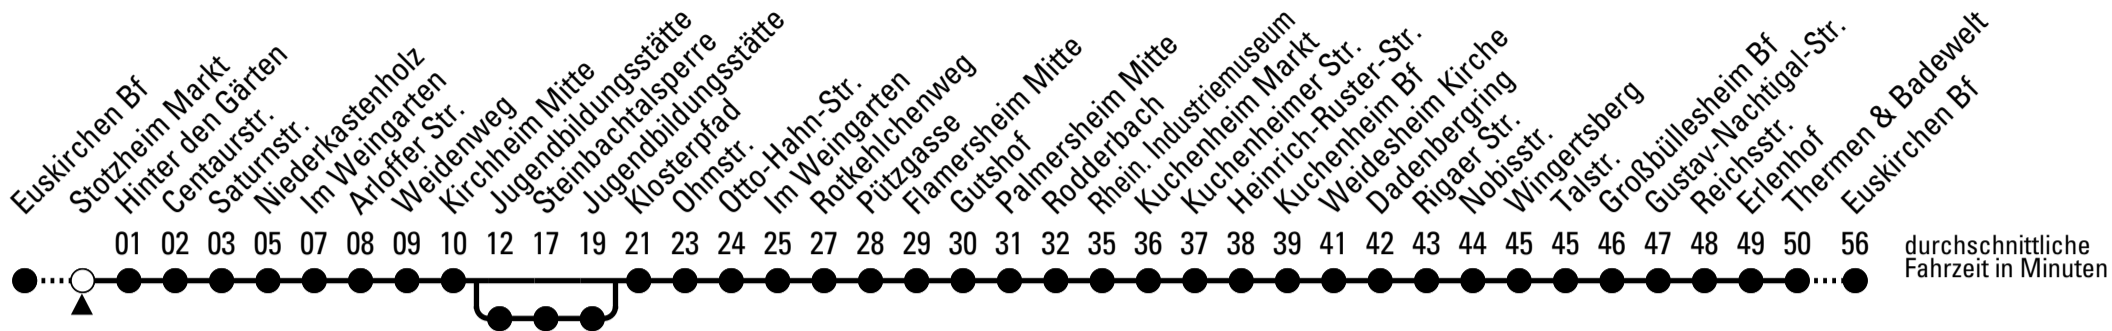 Euskirchen Bf
Stotzheim Markt
Hinter den Gärten
Centaurstr.
Saturnstr.
Niederkastenholz
Im Weingarten
Arloffer Str.
Weidenweg
Kirchheim Mitte
Jugendbildungsstätte
Steinbachtalsperre
Jugendbildungsstätte
Klosterpfad
Ohmstr.
Otto-Hahn-Str.
Im Weingarten
Rotkehlchenweg
Pützgasse
Flamersheim Mitte
Gutshof
Palmersheim Mitte
Rodderbach
Rhein. Industriemuseum
Kuchenheim Markt
Kuchenheimer Str.
Heinrich-Ruster-Str.
Kuchenheim Bf
Weidesheim Kirche
Dadenbergring
Rigaer Str.
Nobisstr.
Wingertsberg
Talstr.
Großbüllesheim Bf
Gustav-Nachtigal-Str.
Reichsstr.
Erlenhof
Thermen & Badewelt
Euskirchen Bf
01 02 03 05 07 08 09 10 12 17 19 21 23 24 25 27 28 29 30 31 32 35 36 37 38 39 41 42 43 44 45 45 46 47 48 49 50 56
durchschnittliche
Fahrzeit in Minuten